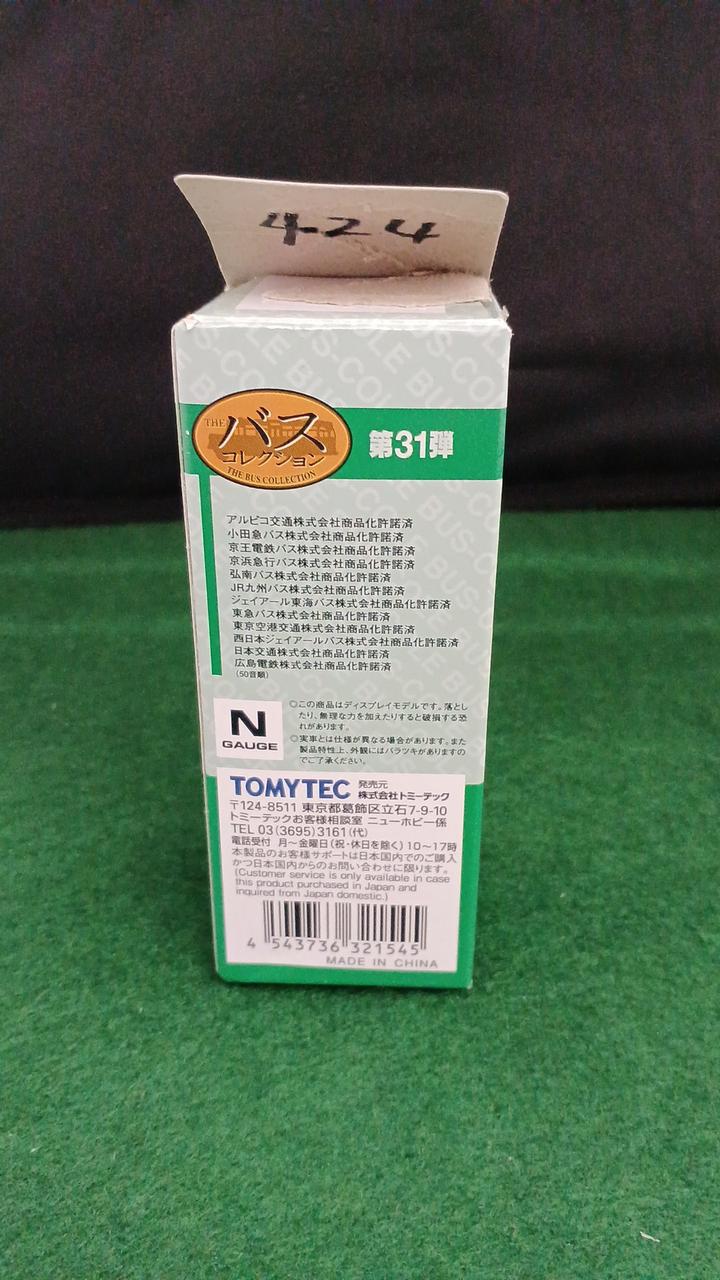 424
THE
バス
コレクション
THE BUS COLLECTION
第31弾
アルピコ交通株式会社商品化許諾済
小田急バス株式会社商品化許諾済
京王電鉄バス株式会社商品化許諾済
京浜急行バス株式会社商品化許諾済
弘南バス株式会社商品化許諾済
JR九州バス株式会社商品化許諾済
ジェイアール東海バス株式会社商品化許諾済
東急バス株式会社商品化許諾済
東京空港交通株式会社商品化許諾済
西日本ジェイアールバス株式会社商品化許諾済
日本交通株式会社商品化許諾済
広島電鉄株式会社商品化許諾済
(50音順)
N
GAUGE
○この商品はディスプレイモデルです。落とし
たり、無理な力を加えたりすると破損する恐
れがあります。
○実車とは仕様が異なる場合があります。また
製品特性上、外観にはバラツキがありますの
でご了承ください。
TOMYTEC 発売元 株式会社トミーテック
〒124-8511 東京都葛飾区立石7-9-10
トミーテックお客様相談室 ニューホビー係
TEL 03(3695)3161(代)
電話受付 月〜金曜日(祝・休日を除く) 10〜17時
本製品のお客様サポートは日本国内でのご購入
かつ日本国内からのお問い合わせに限ります。
(Customer service is only available in case
this product purchased in Japan and
inquired from Japan domestic.)
4 543736 321545
MADE IN CHINA